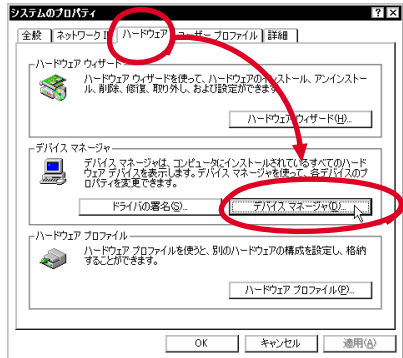 システムのプロパティ
全般
ネットワーク I
ハードウェア
ユーザー プロファイル
詳細
ハードウェア ウィザード
ハードウェア ウィザードを使って、ハードウェアのインストール、アンインストー
ル、削除、修復、取り外し、および設定ができます。
ハードウェア ウィザード(H)...
デバイス マネージャ
デバイス マネージャは、コンピュータにインストールされているすべてのハード
ウェア デバイスを表示します。デバイス マネージャを使って、各デバイスのプ
ロパティを変更できます。
ドライバの署名(S)...
デバイス マネージャ(D)...
ハードウェア プロファイル
ハードウェア プロファイルを使うと、別のハードウェアの構成を設定し、格納
することができます。
ハードウェア プロファイル(P)...
OK
キャンセル
適用(A)